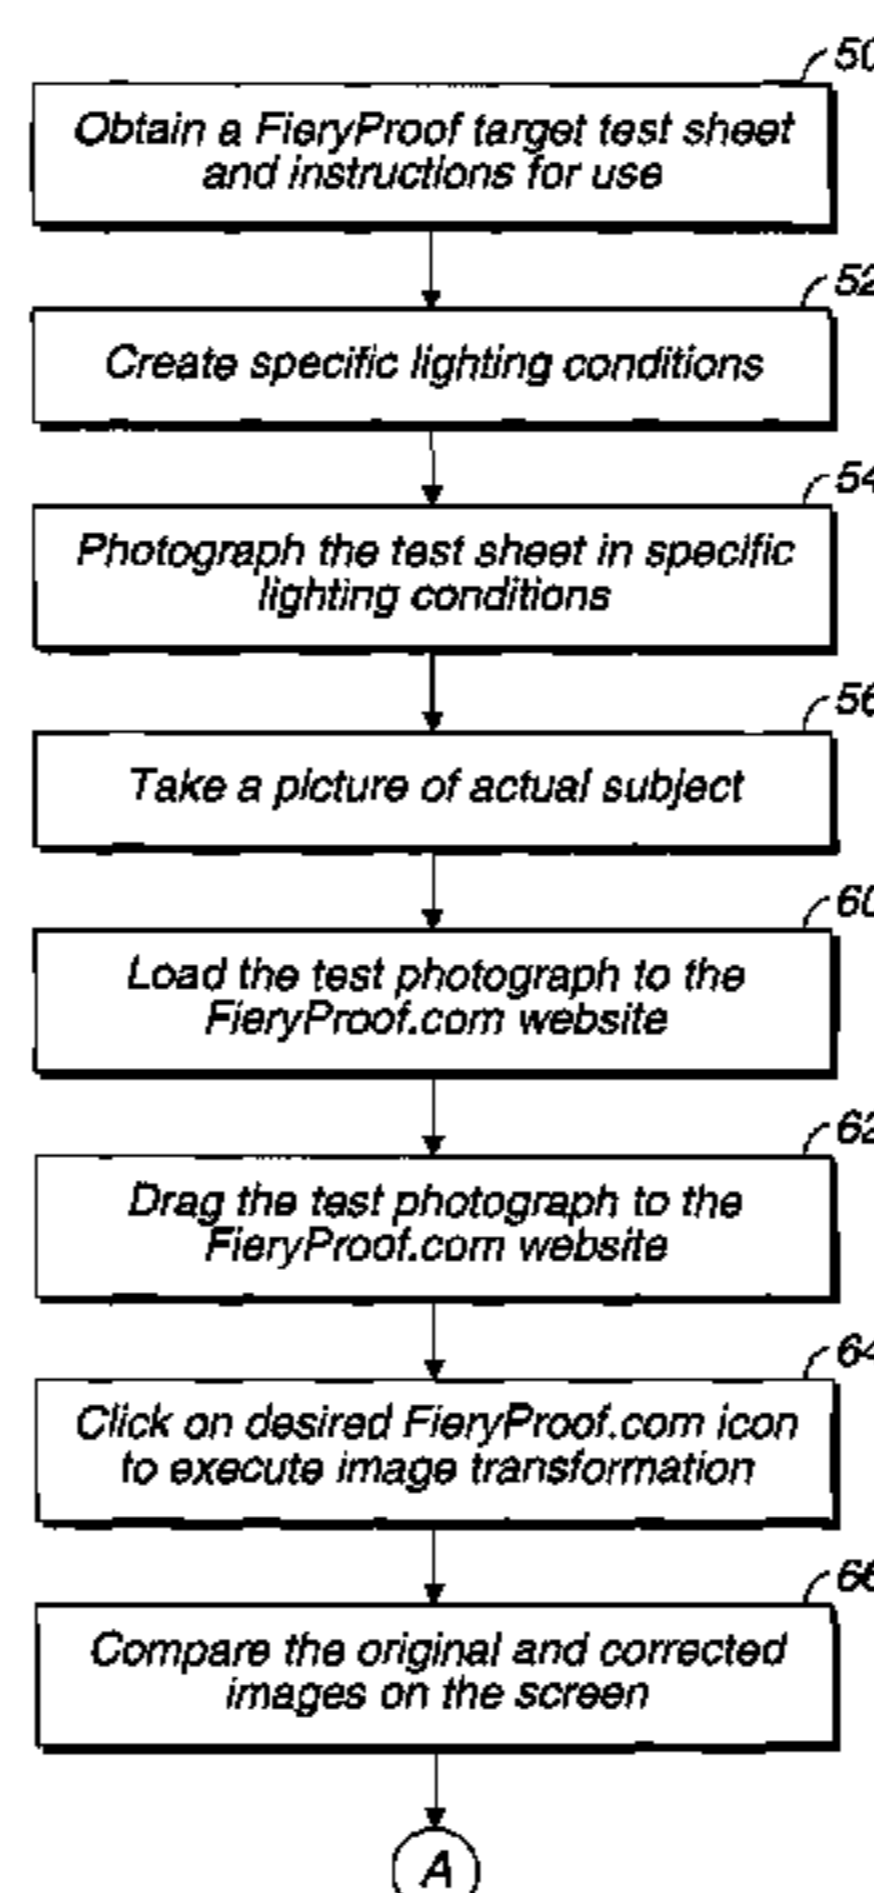 50
Obtain a FieryProof target test sheet
and instructions for use
52
Create specific lighting conditions
54
Photograph the test sheet in specific
lighting conditions
56
Take a picture of actual subject
60
Load the test photograph to the
FieryProof.com website
62
Drag the test photograph to the
FieryProof.com website
64
Click on desired FieryProof.com icon
to execute image transformation
66
Compare the original and corrected
images on the screen
A